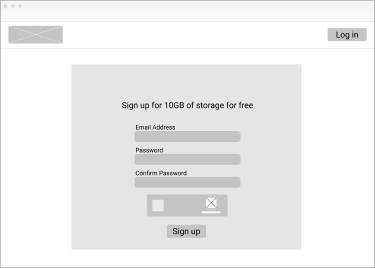 Log in
Sign up for 10GB of storage for free
Email Address
Password
Confirm Password
Sign up